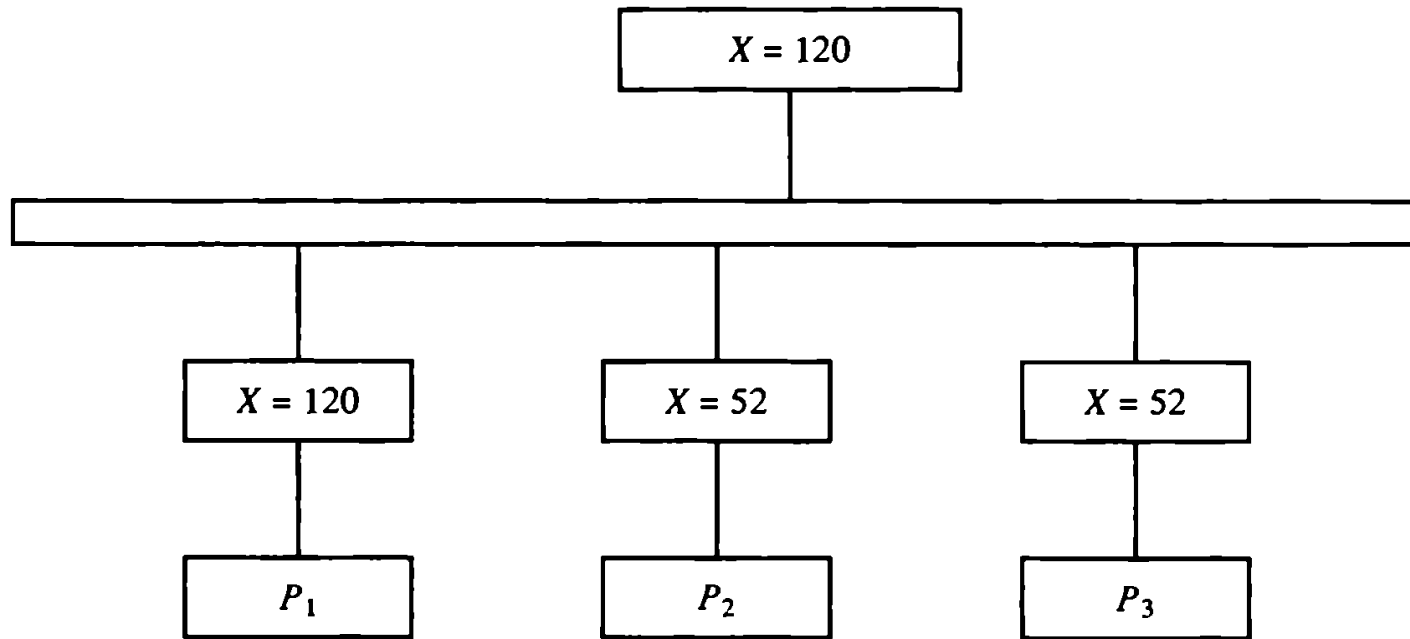 X = 120
X = 120
X = 52
X = 52
P1
P2
P3